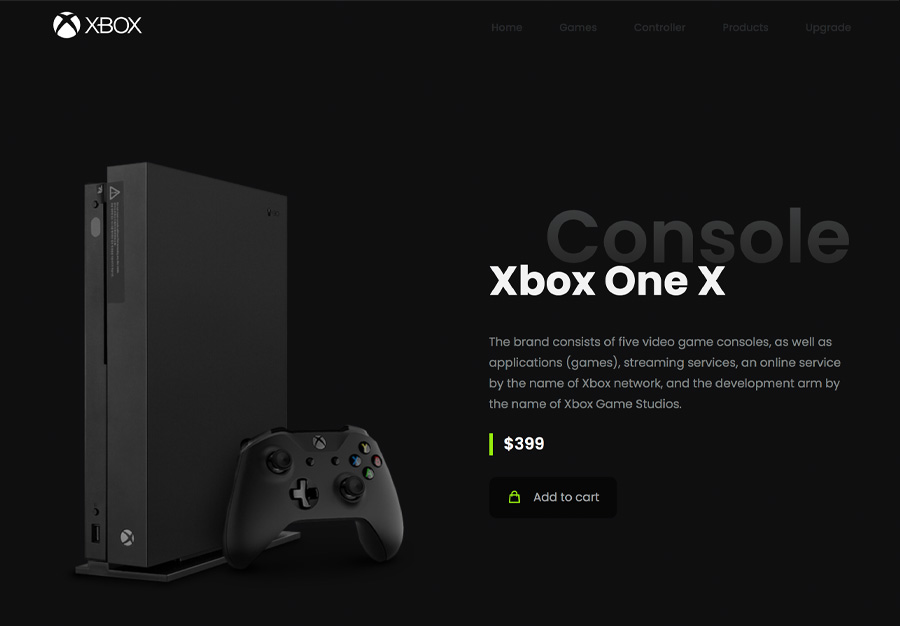 XBOX
Home Games Controller Products Upgrade
Console
Xbox One X
The brand consists of five video game consoles, as well as
applications (games), streaming services, an online service
by the name of Xbox network, and the development arm by
the name of Xbox Game Studios.
$399
Add to cart